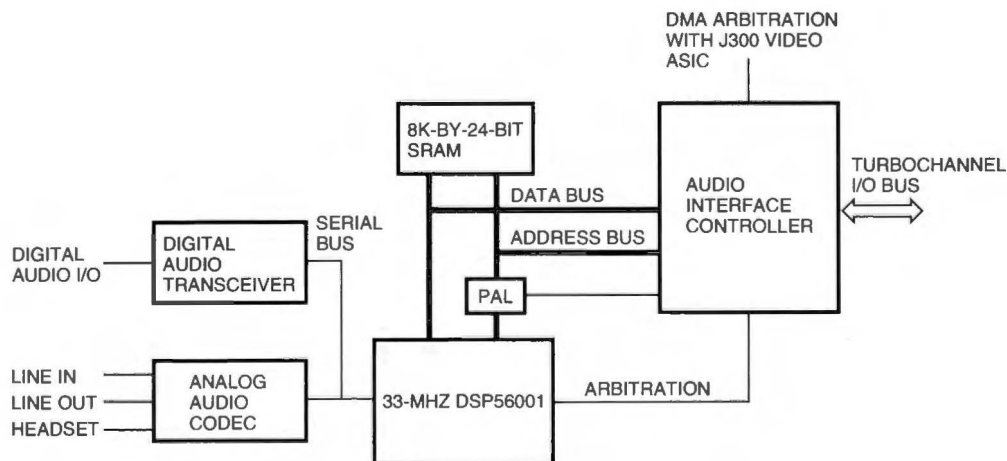 DMA ARBITRATION
WITH J300 VIDEO
ASIC
8K-BY-24-BIT
SRAM
DATA BUS
ADDRESS BUS
AUDIO
INTERFACE
CONTROLLER
TURBOCHANNEL
I/O BUS
SERIAL
BUS
DIGITAL
AUDIO I/O
DIGITAL
AUDIO
TRANSCEIVER
PAL
LINE IN
LINE OUT
HEADSET
ANALOG
AUDIO
CODEC
33-MHZ DSP56001
ARBITRATION